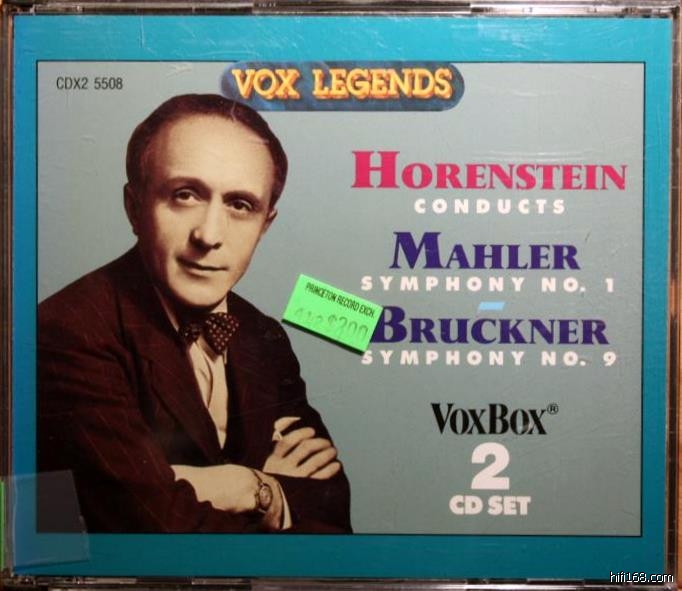 CDX2 5508
VOX LEGENDS
HORENSTEIN
CONDUCTS
MAHLER
SYMPHONY NO. 1
PRINCETON RECORD EXCH.
BRUCKNER
SYMPHONY NO. 9
VOXBOX®
2
CD SET
hifi168.com